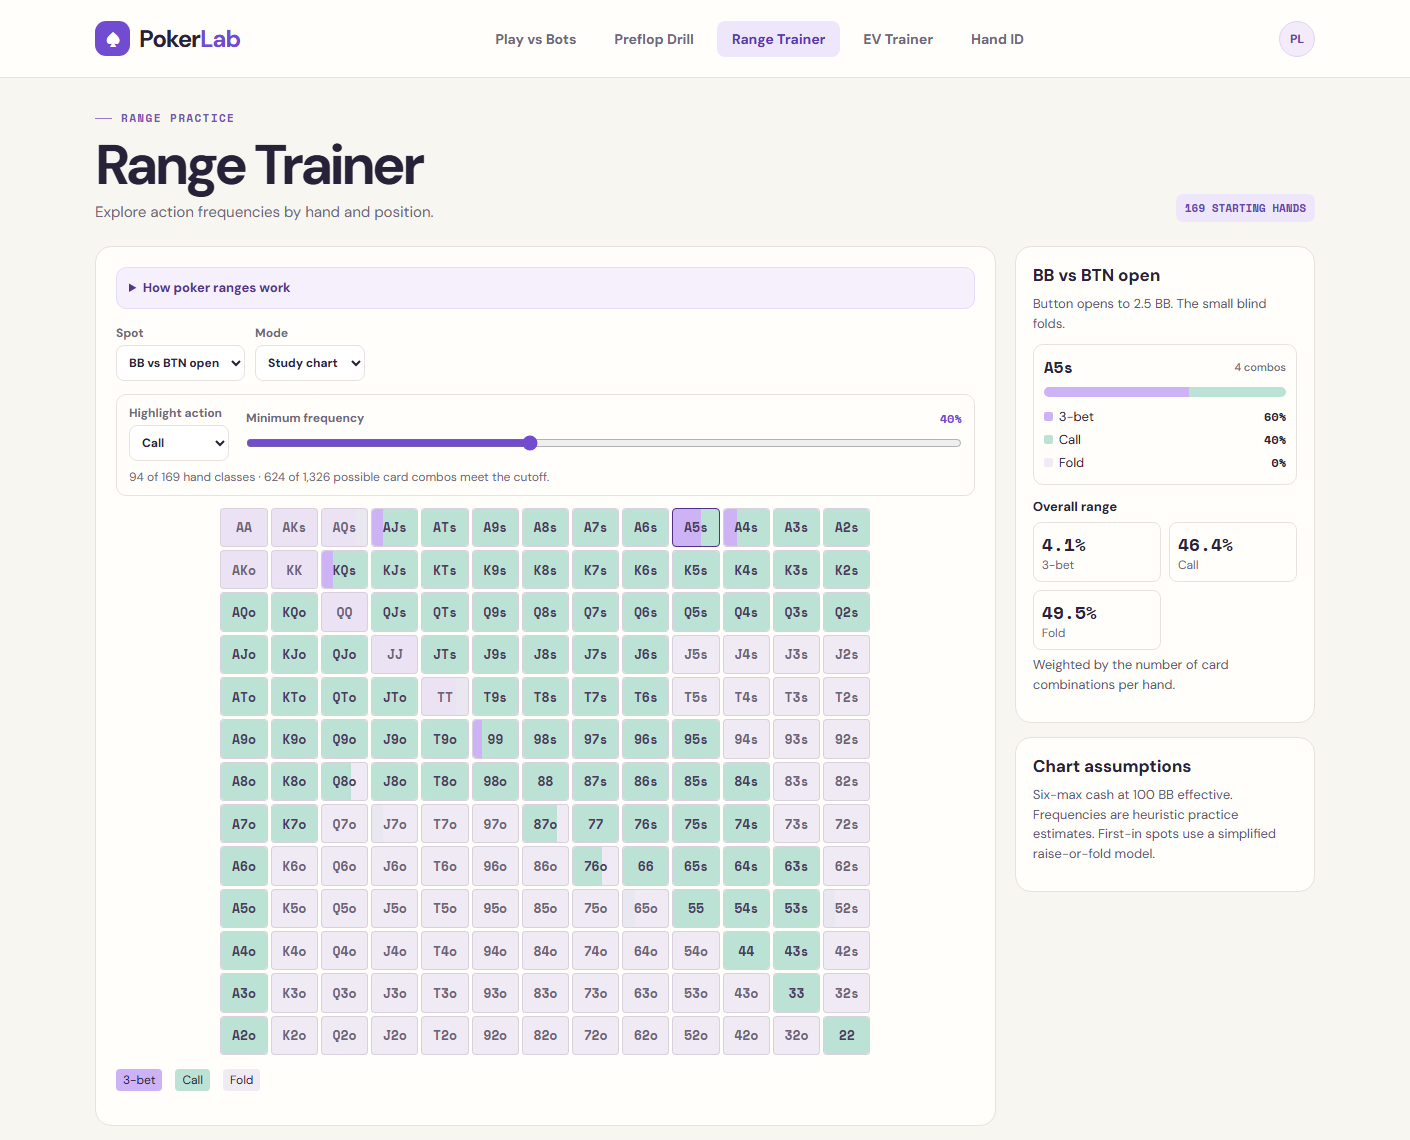 PokerLab
Play vs Bots Preflop Drill Range Trainer EV Trainer Hand ID PL
RANGE PRACTICE
Range Trainer
Explore action frequencies by hand and position.
169 STARTING HANDS
How poker ranges work
Spot Mode
BB vs BTN open Study chart
Highlight action Minimum frequency 40%
Call
94 of 169 hand classes · 624 of 1,326 possible card combos meet the cutoff.
AA AKs AQs AJs ATs A9s A8s A7s A6s A5s A4s A3s A2s
AKo KK KQs KJs KTs K9s K8s K7s K6s K5s K4s K3s K2s
AQo KQo QQ QJs QTs Q9s Q8s Q7s Q6s Q5s Q4s Q3s Q2s
AJo KJo QJo JJ JTs J9s J8s J7s J6s J5s J4s J3s J2s
ATo KTo QTo JTo TT T9s T8s T7s T6s T5s T4s T3s T2s
A9o K9o Q9o J9o T9o 99 98s 97s 96s 95s 94s 93s 92s
A8o K8o Q8o J8o T8o 98o 88 87s 86s 85s 84s 83s 82s
A7o K7o Q7o J7o T7o 97o 87o 77 76s 75s 74s 73s 72s
A6o K6o Q6o J6o T6o 96o 86o 76o 66 65s 64s 63s 62s
A5o K5o Q5o J5o T5o 95o 85o 75o 65o 55 54s 53s 52s
A4o K4o Q4o J4o T4o 94o 84o 74o 64o 54o 44 43s 42s
A3o K3o Q3o J3o T3o 93o 83o 73o 63o 53o 43o 33 32s
A2o K2o Q2o J2o T2o 92o 82o 72o 62o 52o 42o 32o 22
3-bet Call Fold
BB vs BTN open
Button opens to 2.5 BB. The small blind
folds.
A5s 4 combos
3-bet 60%
Call 40%
Fold 0%
Overall range
4.1% 46.4%
3-bet Call
49.5%
Fold
Weighted by the number of card
combinations per hand.
Chart assumptions
Six-max cash at 100 BB effective.
Frequencies are heuristic practice
estimates. First-in spots use a simplified
raise-or-fold model.